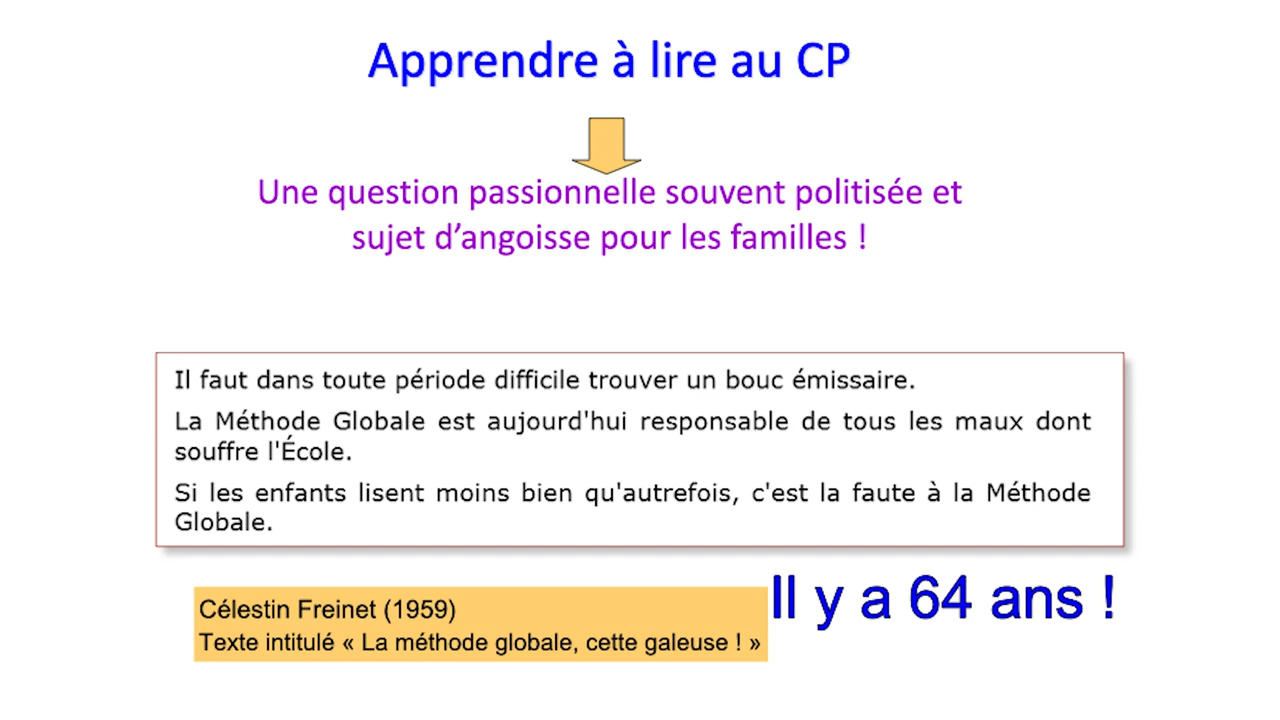 Apprendre à lire au CP
Une question passionnelle souvent politisée et
sujet d’angoisse pour les familles !
Il faut dans toute période difficile trouver un bouc émissaire.
La Méthode Globale est aujourd'hui responsable de tous les maux dont
souffre l'École.
Si les enfants lisent moins bien qu'autrefois, c'est la faute à la Méthode
Globale.
Célestin Freinet (1959)
Texte intitulé « La méthode globale, cette galeuse ! »
Il y a 64 ans !